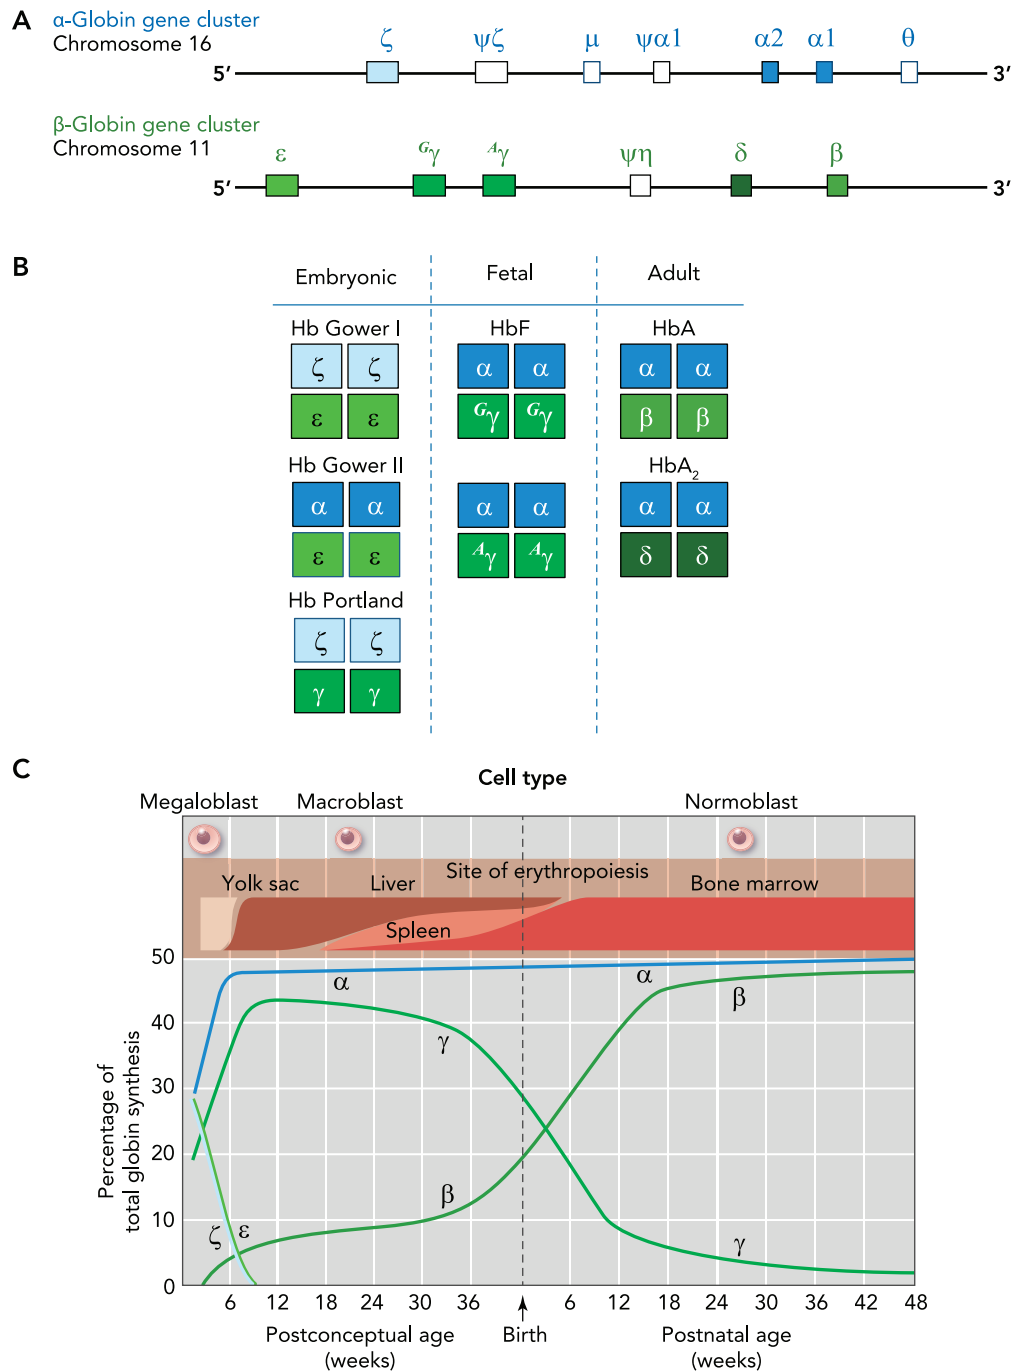 A
α-Globin gene cluster
Chromosome 16
ζ ψζ μ ψα1 α2 α1 θ
5′ 3′
β-Globin gene cluster
Chromosome 11
ε Gγ Aγ ψη δ β
5′ 3′
B
Embryonic Fetal Adult
Hb Gower I HbF HbA
ζ ζ α α α α
ε ε Gγ Gγ β β
Hb Gower II HbA2
α α α α α α
ε ε Aγ Aγ δ δ
Hb Portland
ζ ζ
γ γ
C
Cell type
Megaloblast Macroblast Normoblast
Site of erythropoiesis
Yolk sac Liver Bone marrow
Spleen
Percentage of
total globin synthesis
50
40
30
20
10
0
α α
β
γ
β
ζ ε
γ
6 12 18 24 30 36 6 12 18 24 30 36 48
Postconceptual age
(weeks)
Birth
Postnatal age
(weeks)